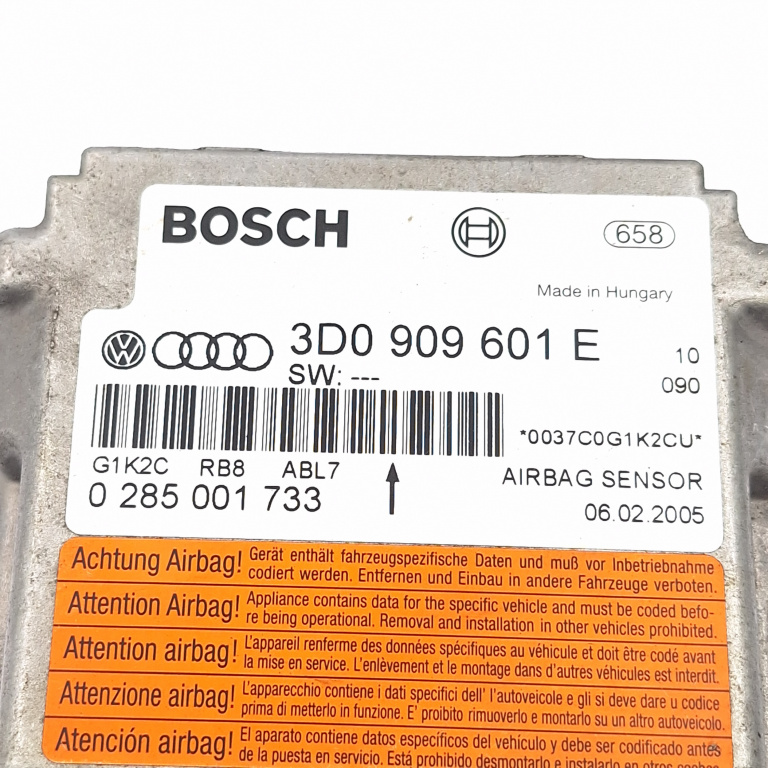 BOSCH
658
Made in Hungary
3D0 909 601 E 10
SW: --- 090
*0037C0G1K2CU*
G1K2C RB8 ABL7
AIRBAG SENSOR
0 285 001 733
06.02.2005
Achtung Airbag! Gerät enthält fahrzeugspezifische Daten und muß vor Inbetriebnahme
codiert werden. Entfernen und Einbau in andere Fahrzeuge verboten.
Attention Airbag! Appliance contains data for the specific vehicle and must be coded befo-
re being operational. Removal and installation in other vehicles prohibited.
Attention airbag! L'appareil renferme des données spécifiques au véhicule et doit être codé avant
la mise en service. L'enlèvement et le montage dans d'autres véhicules est interdit.
Attenzione airbag! L'apparecchio contiene i dati specifici dell' l'autoveicole e gli si deve dare u codice
prima di metterlo in funzione. E' proibito rimuoverlo e montarlo su un altro autoveicolo.
Atención airbag! El aparato contiene datos específicos del vehículo y debe ser codificado antes
de la puesta en servicio. Está prohibido desmontarlo e instalarlo en otros coches